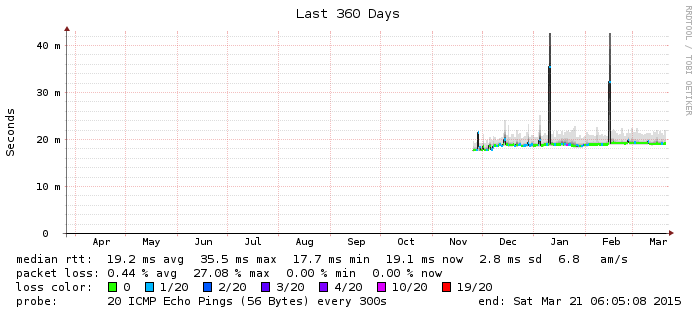 Last 360 Days
RRDTOOL / TOBI OETIKER
Seconds
40 m
30 m
20 m
10 m
0
Apr May Jun Jul Aug Sep Oct Nov Dec Jan Feb Mar
median rtt: 19.2 ms avg 35.5 ms max 17.7 ms min 19.1 ms now 2.8 ms sd 6.8 am/s
packet loss: 0.44 % avg 27.08 % max 0.00 % min 0.00 % now
loss color: 0 1/20 2/20 3/20 4/20 10/20 19/20
probe: 20 ICMP Echo Pings (56 Bytes) every 300s end: Sat Mar 21 06:05:08 2015